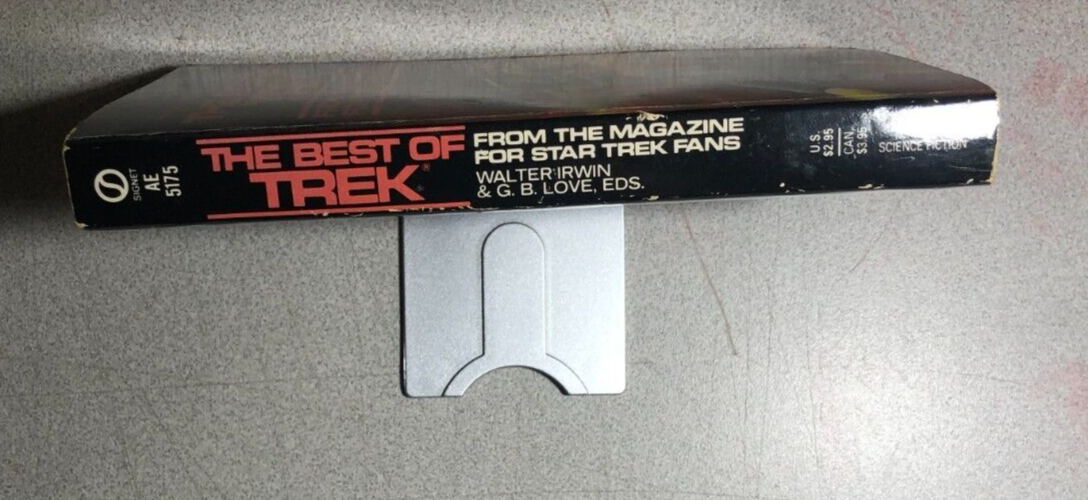 SIGNET
AE
5175
THE BEST OF
TREK®
FROM THE MAGAZINE
FOR STAR TREK FANS
WALTER IRWIN
& G. B. LOVE, EDS.
U.S.
$2.95
CAN.
$3.95
SCIENCE FICTION